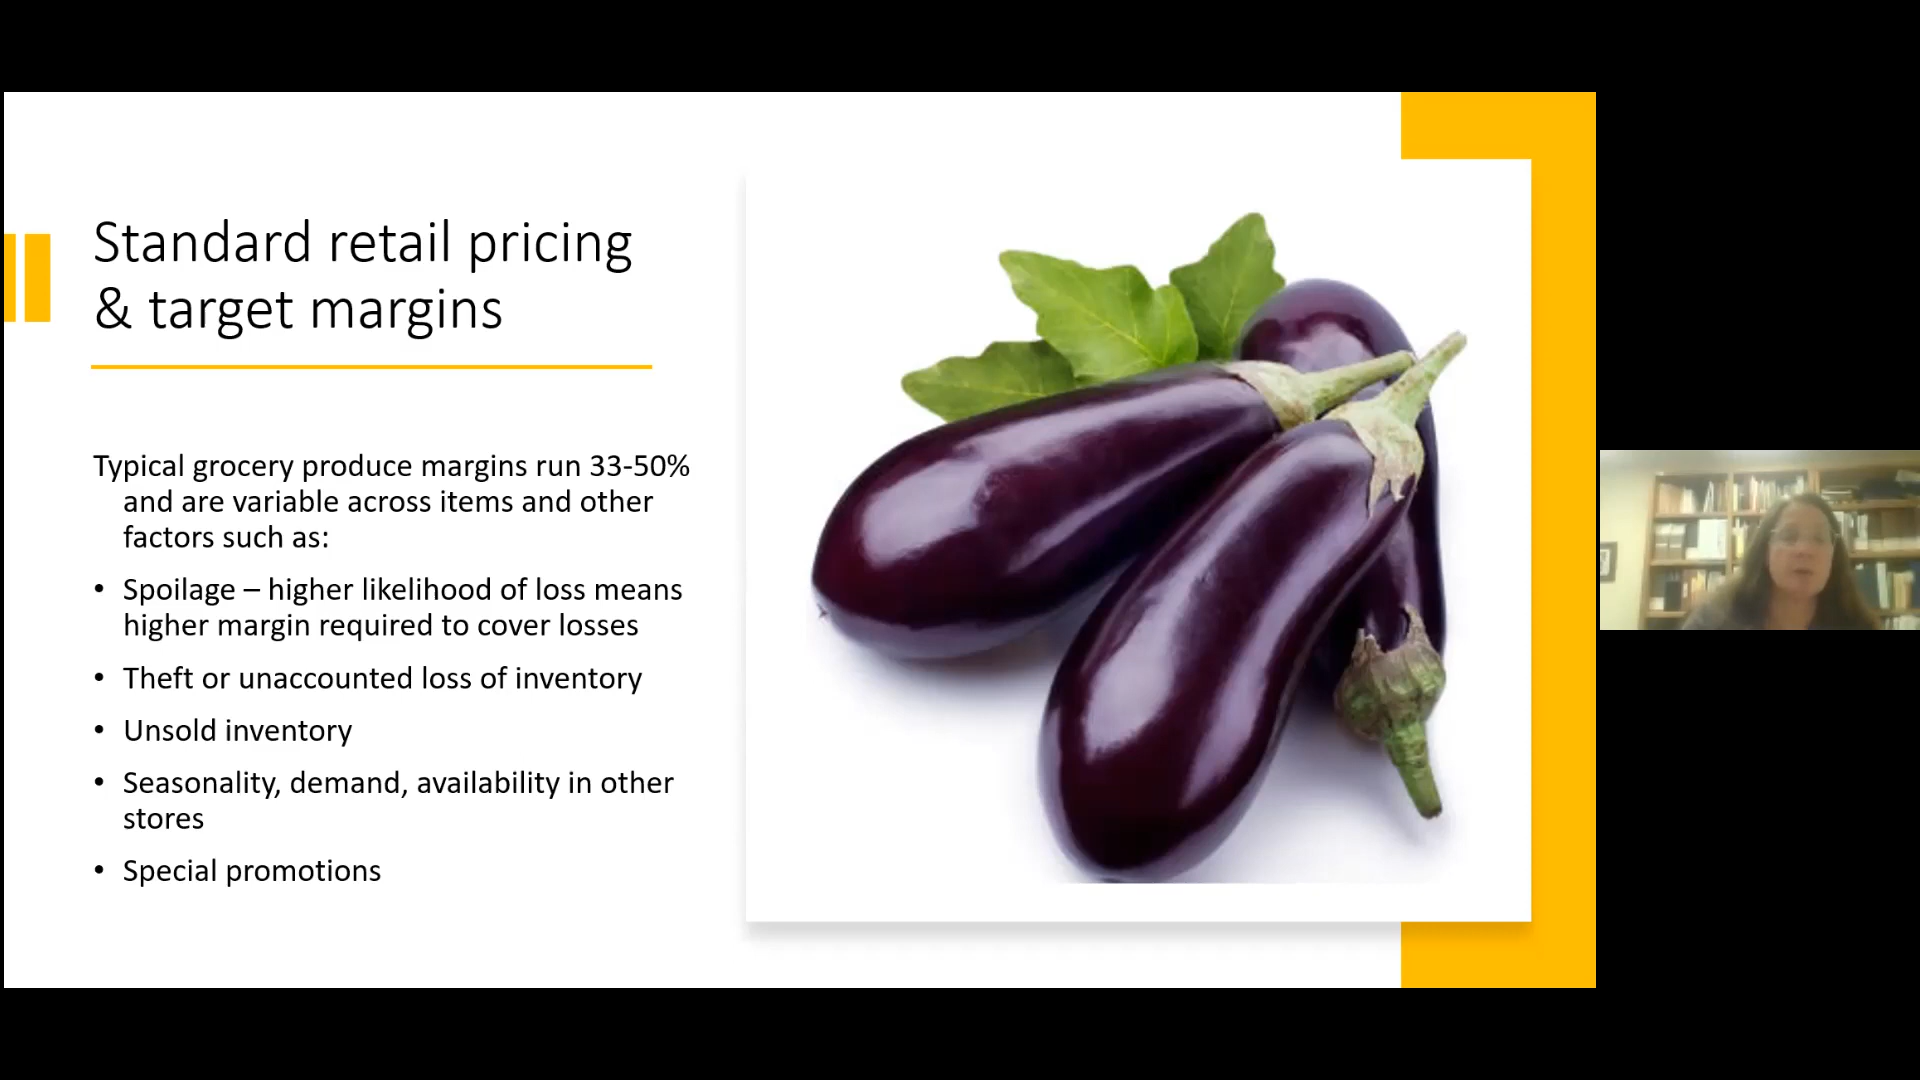 Standard retail pricing
& target margins
Typical grocery produce margins run 33-50%
and are variable across items and other
factors such as:
• Spoilage – higher likelihood of loss means
higher margin required to cover losses
• Theft or unaccounted loss of inventory
• Unsold inventory
• Seasonality, demand, availability in other
stores
• Special promotions